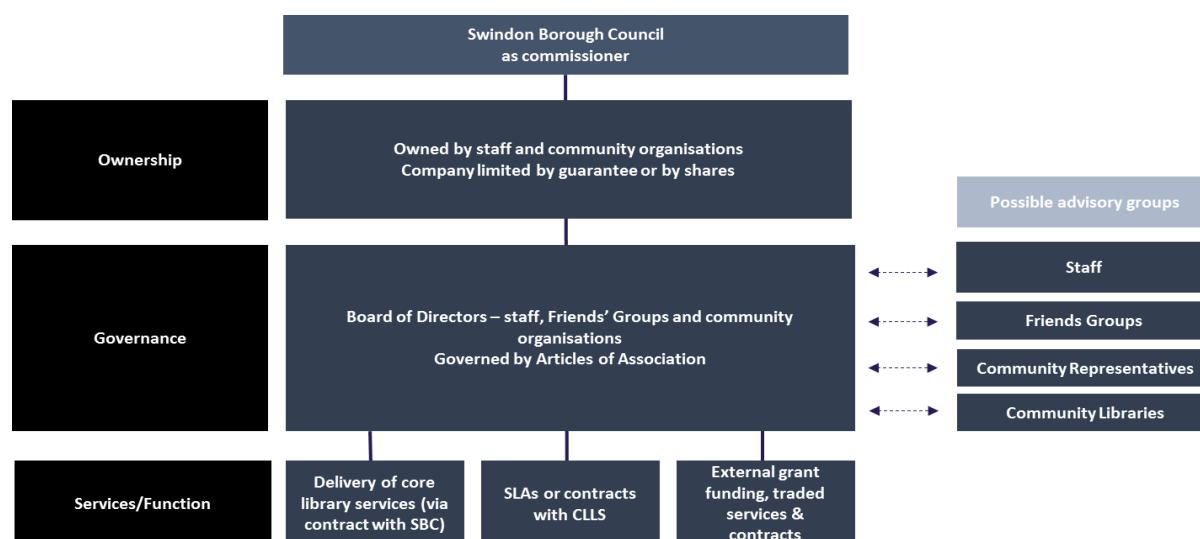 Swindon Borough Council
as commissioner
Ownership
Owned by staff and community organisations
Company limited by guarantee or by shares
Possible advisory groups
Governance
Board of Directors – staff, Friends’ Groups and community
organisations
Governed by Articles of Association
Staff
Friends Groups
Community Representatives
Community Libraries
Services/Function
Delivery of core
library services (via
contract with SBC)
SLAs or contracts
with CLLS
External grant
funding, traded
services &
contracts